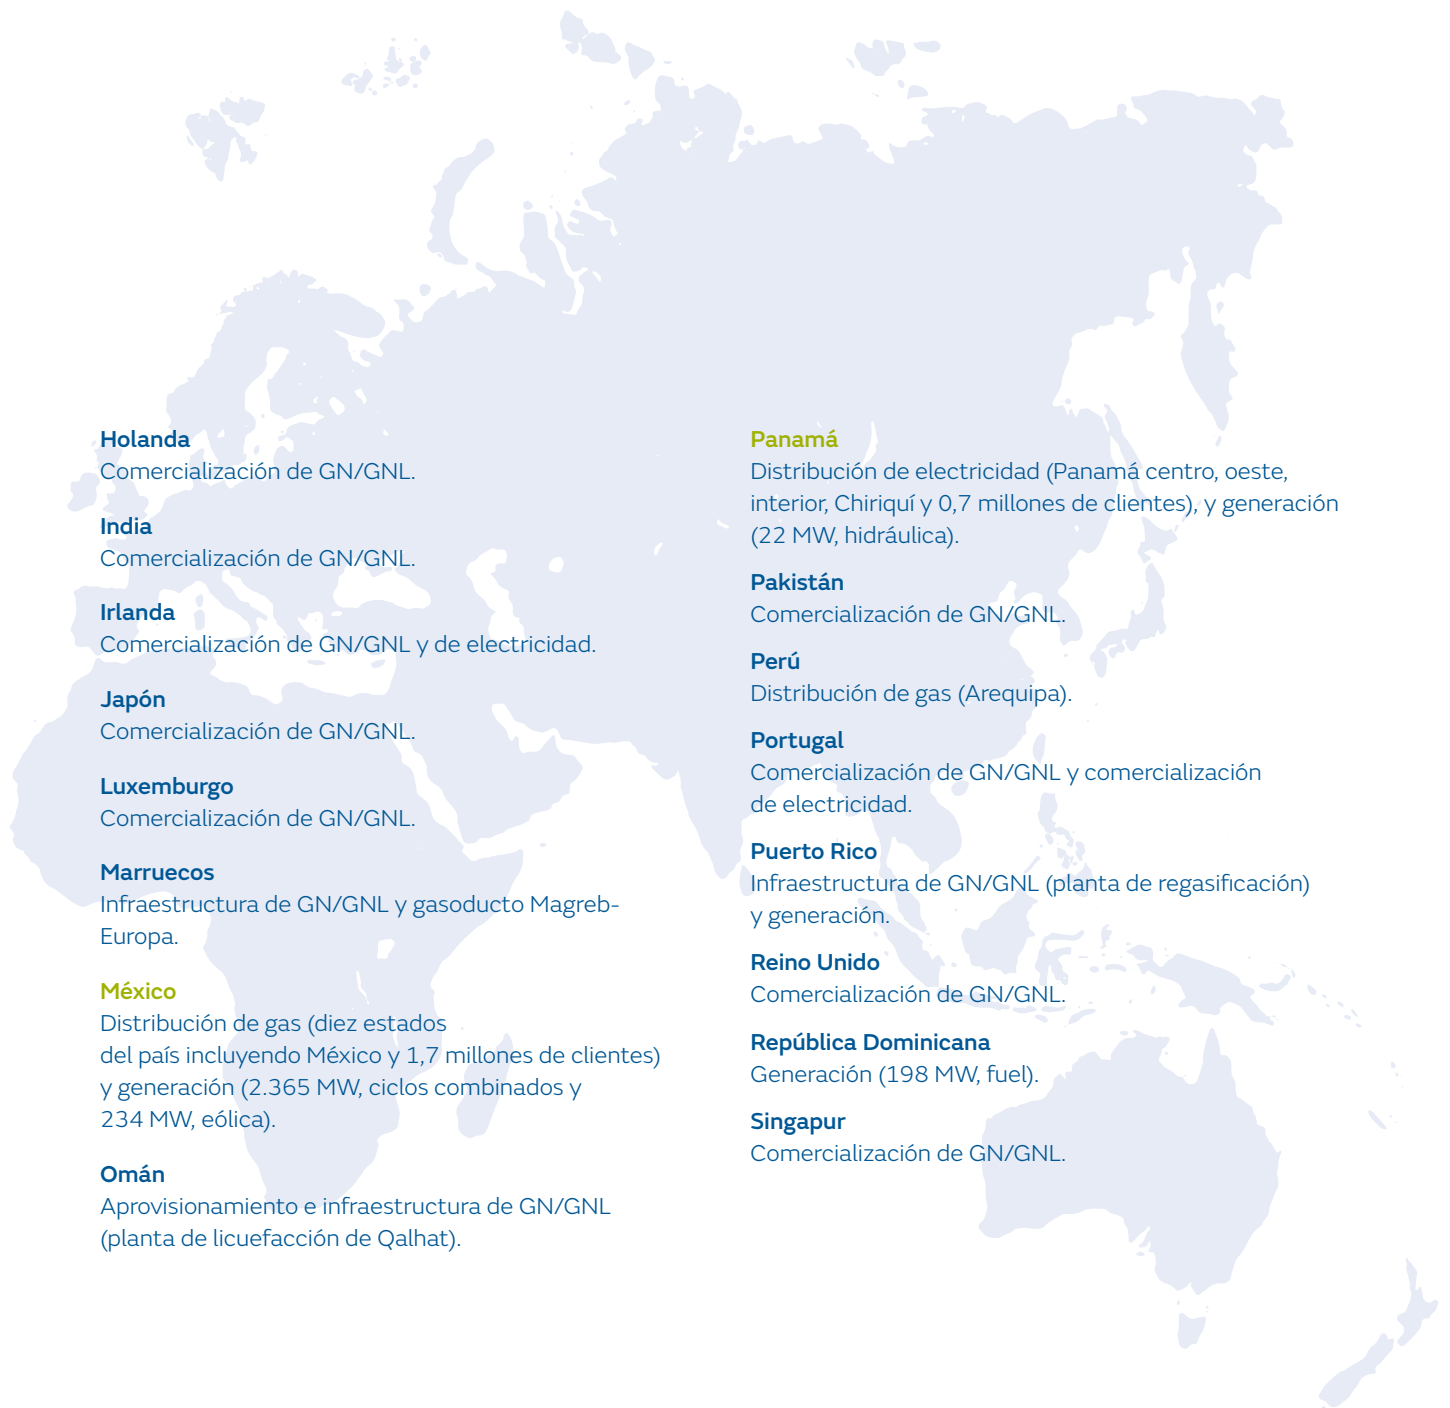 Holanda
Comercialización de GN/GNL.
India
Comercialización de GN/GNL.
Irlanda
Comercialización de GN/GNL y de electricidad.
Japón
Comercialización de GN/GNL.
Luxemburgo
Comercialización de GN/GNL.
Marruecos
Infraestructura de GN/GNL y gasoducto Magreb-
Europa.
México
Distribución de gas (diez estados
del país incluyendo México y 1,7 millones de clientes)
y generación (2.365 MW, ciclos combinados y
234 MW, eólica).
Omán
Aprovisionamiento e infraestructura de GN/GNL
(planta de licuefacción de Qalhat).
Panamá
Distribución de electricidad (Panamá centro, oeste,
interior, Chiriquí y 0,7 millones de clientes), y generación
(22 MW, hidráulica).
Pakistán
Comercialización de GN/GNL.
Perú
Distribución de gas (Arequipa).
Portugal
Comercialización de GN/GNL y comercialización
de electricidad.
Puerto Rico
Infraestructura de GN/GNL (planta de regasificación)
y generación.
Reino Unido
Comercialización de GN/GNL.
República Dominicana
Generación (198 MW, fuel).
Singapur
Comercialización de GN/GNL.